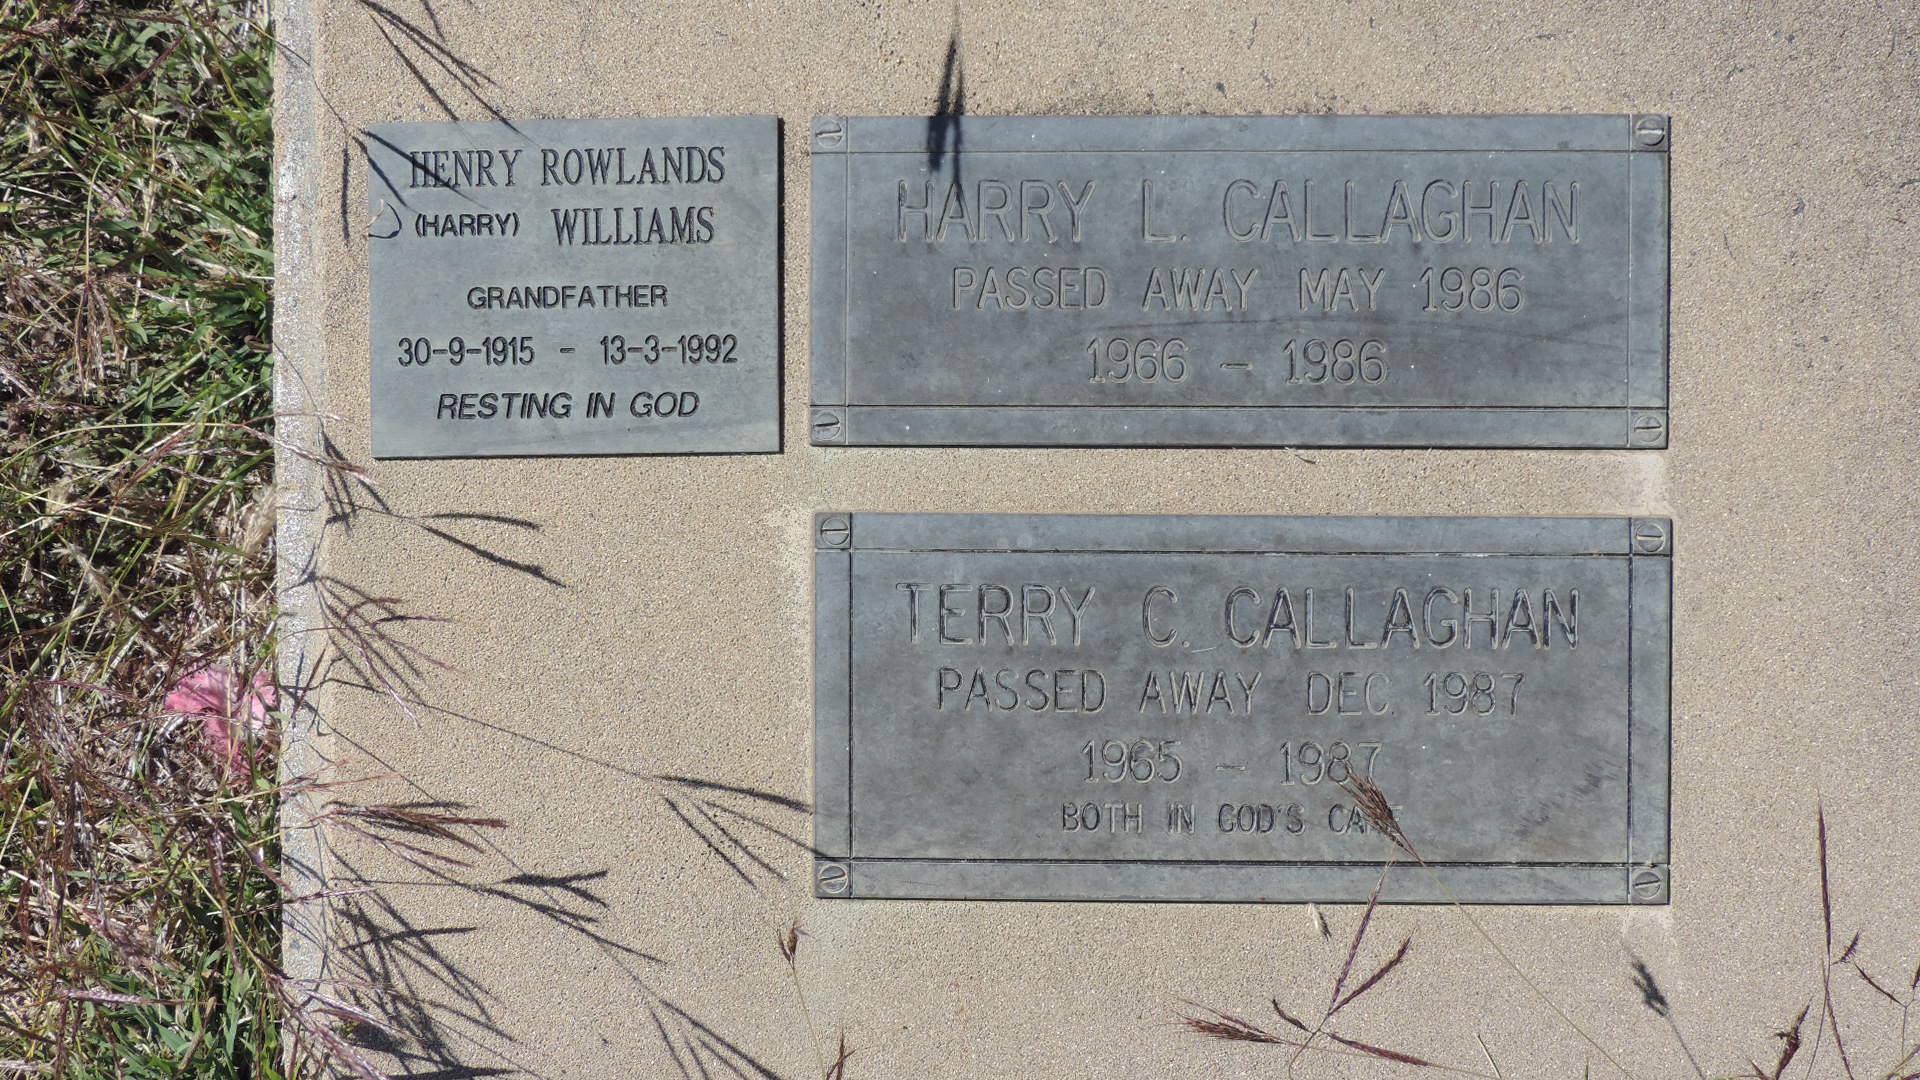 HENRY ROWLANDS
(HARRY) WILLIAMS
GRANDFATHER
30-9-1915 - 13-3-1992
RESTING IN GOD
HARRY L. CALLAGHAN
PASSED AWAY MAY 1986
1966 - 1986
TERRY C. CALLAGHAN
PASSED AWAY DEC. 1987
1965 - 1987
BOTH IN GOD'S CARE